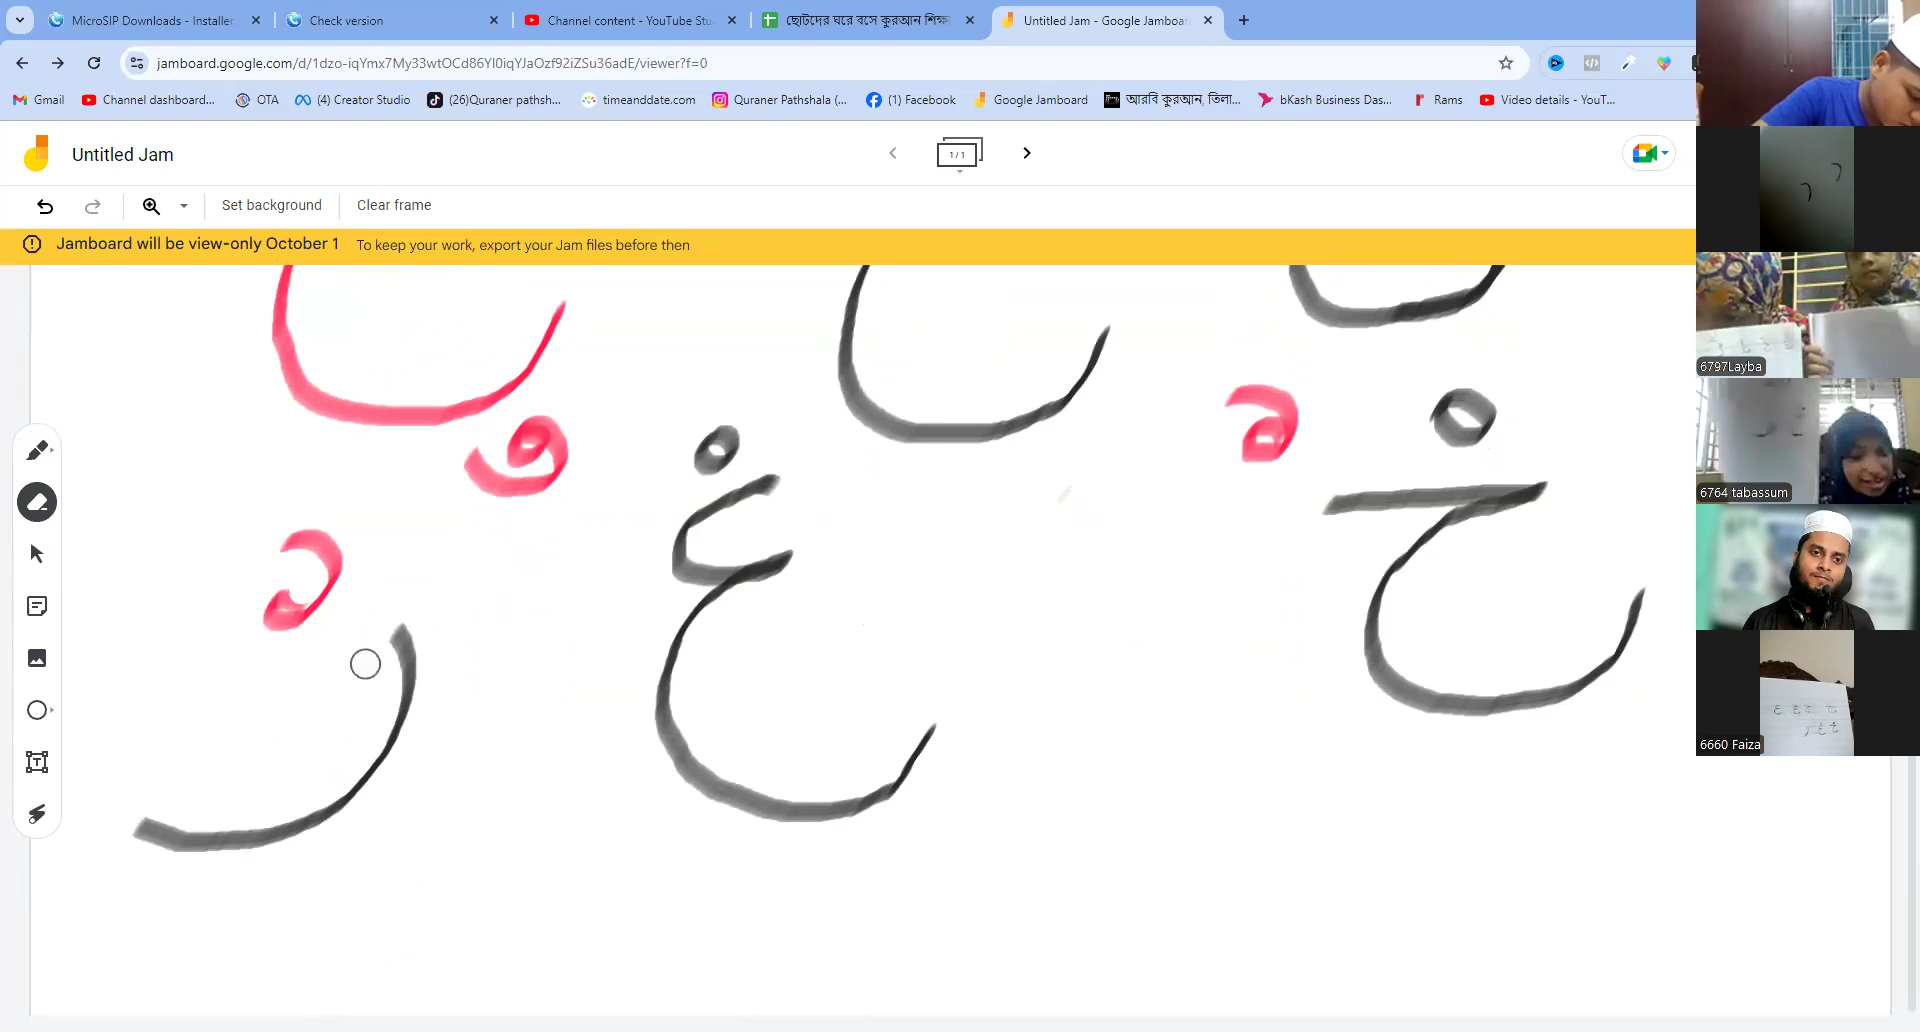 MicroSIP Downloads - Installer
Check version
Channel content - YouTube Stu
ছোটদের ঘরে বসে কুরআন শিক্ষ
Untitled Jam - Google Jamboar
jamboard.google.com/d/1dzo-iqYmx7My33wtOCd86Yl0iqYJaOzf92iZSu36adE/viewer?f=0
Gmail
Channel dashboard...
OTA
(4) Creator Studio
(26)Quraner pathsh...
timeanddate.com
Quraner Pathshala (...
(1) Facebook
Google Jamboard
আরবি কুরআন, তিলা...
bKash Business Das...
Rams
Video details - YouT...
Untitled Jam
1/1
Set background
Clear frame
Jamboard will be view-only October 1 To keep your work, export your Jam files before then
خ
غ
6797Layba
6764 tabassum
6660 Faiza